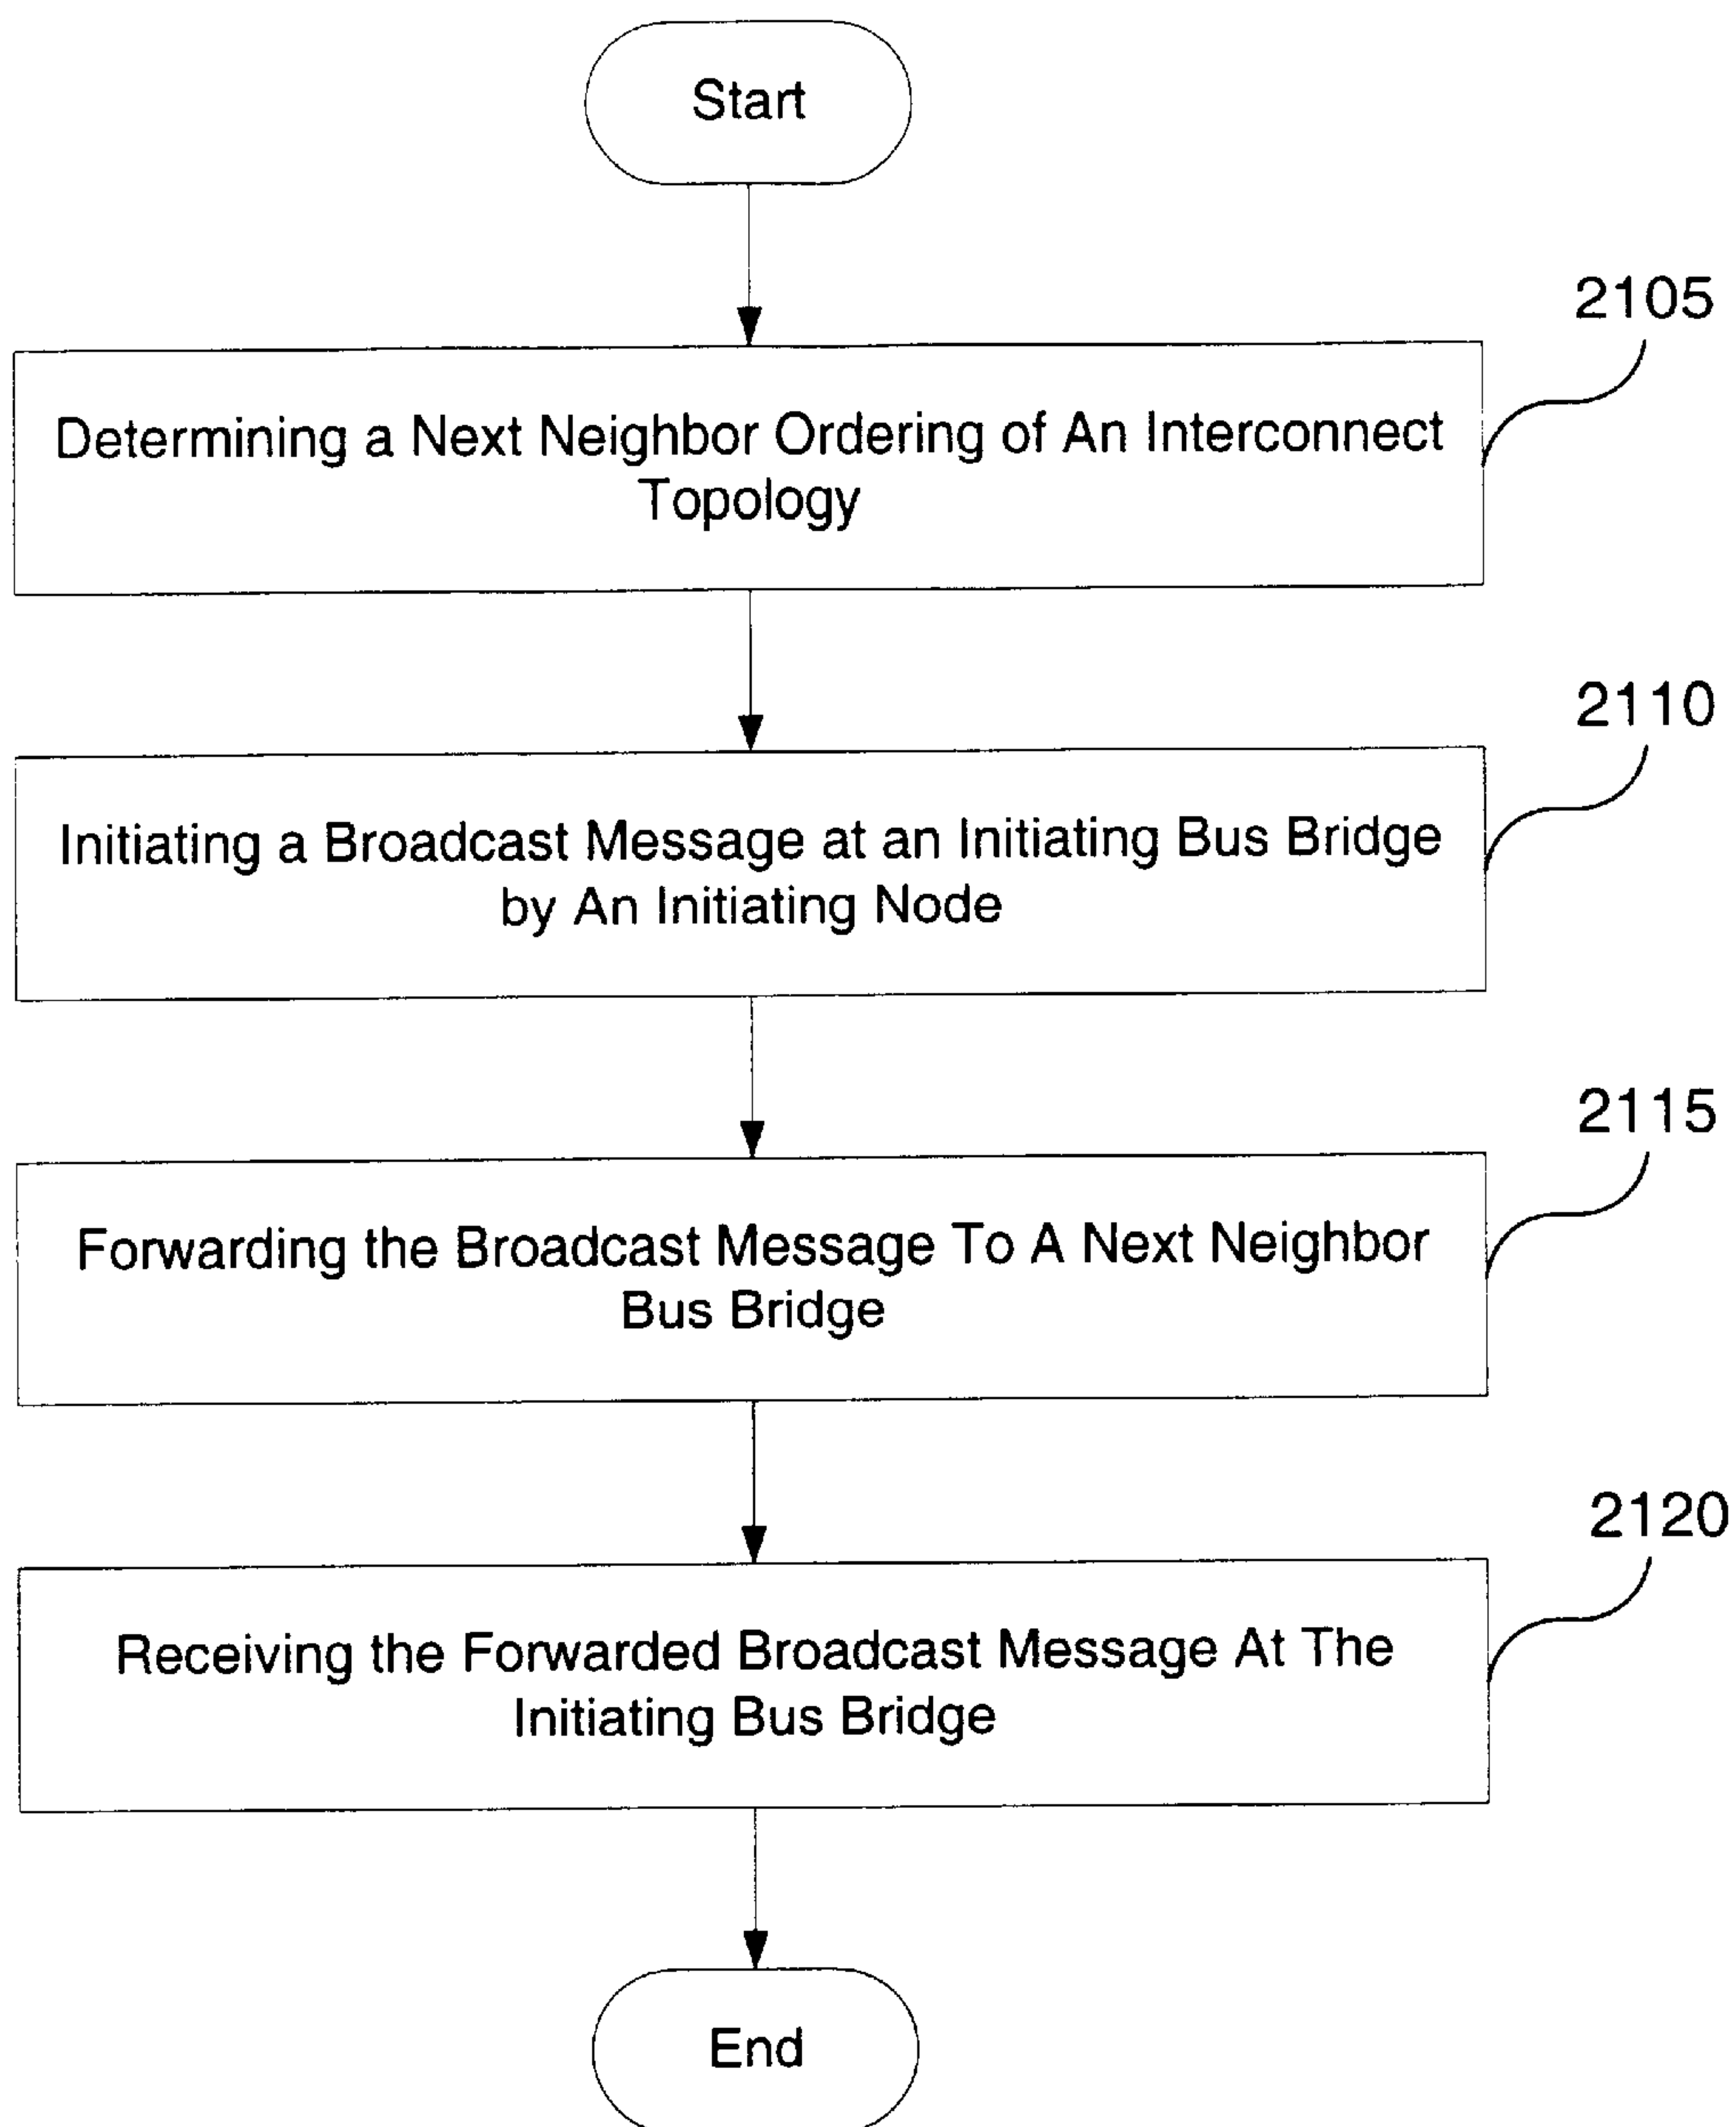 Start
2105
Determining a Next Neighbor Ordering of An Interconnect
Topology
2110
Initiating a Broadcast Message at an Initiating Bus Bridge
by An Initiating Node
2115
Forwarding the Broadcast Message To A Next Neighbor
Bus Bridge
2120
Receiving the Forwarded Broadcast Message At The
Initiating Bus Bridge
End